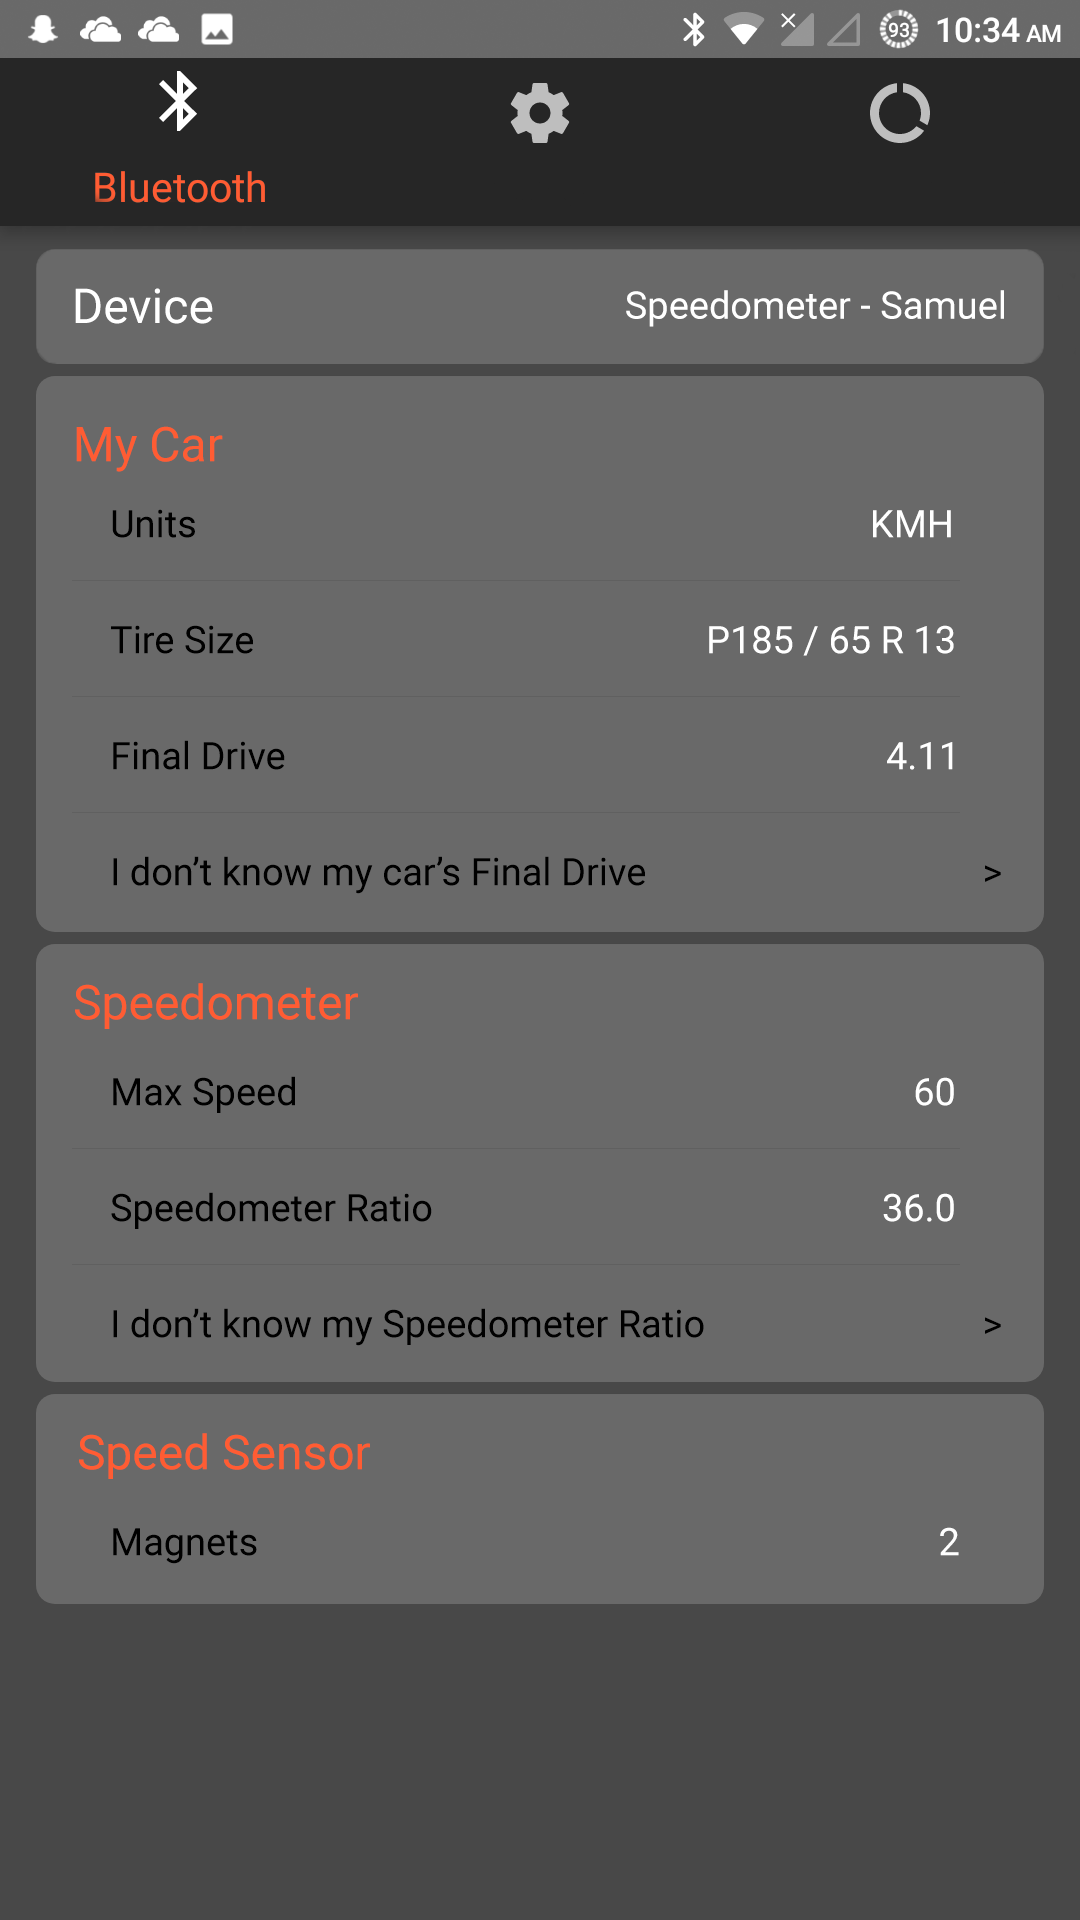 93 10:34 AM
Bluetooth
Device Speedometer - Samuel
My Car
Units KMH
Tire Size P185 / 65 R 13
Final Drive 4.11
I don’t know my car’s Final Drive >
Speedometer
Max Speed 60
Speedometer Ratio 36.0
I don’t know my Speedometer Ratio >
Speed Sensor
Magnets 2